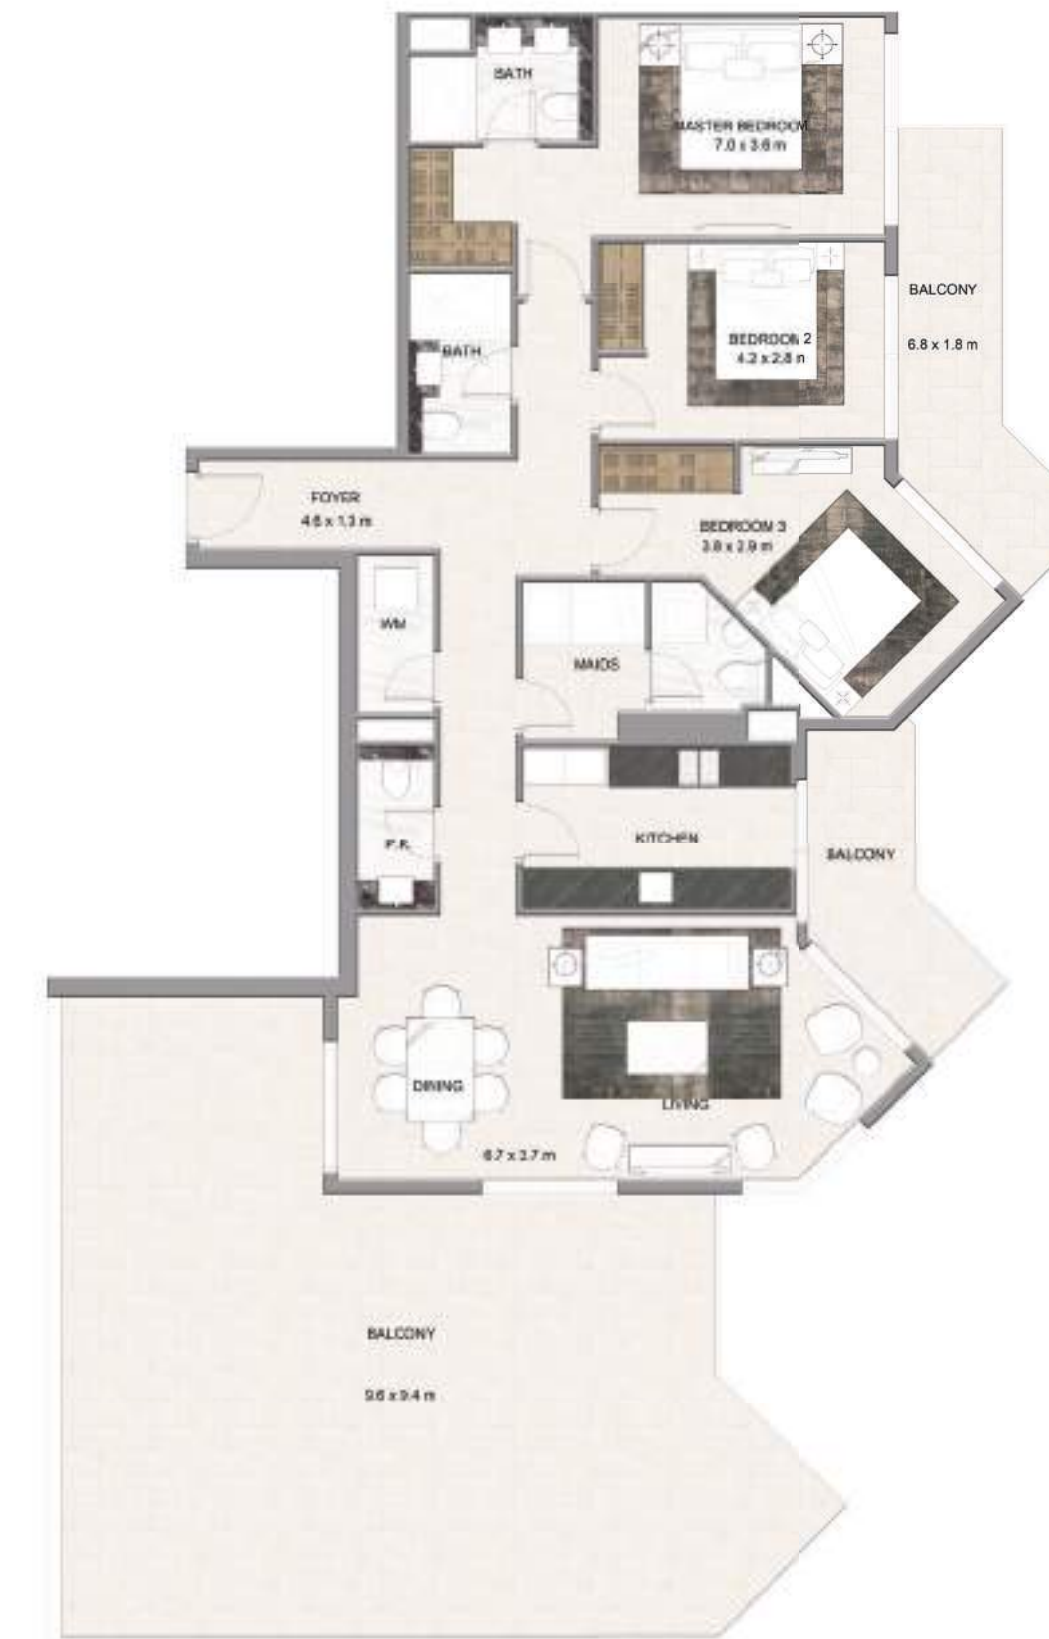 BATH
MASTER BEDROOM
7.0 x 3.6 m
BALCONY
6.8 x 1.8 m
BEDROOM 2
4.2 x 2.8 m
BATH
FOYER
4.6 x 1.3 m
BEDROOM 3
3.8 x 2.9 m
WM
MAIDS
P.R.
KITCHEN
BALCONY
DINING
LIVING
6.7 x 3.7 m
BALCONY
9.6 x 9.4 m